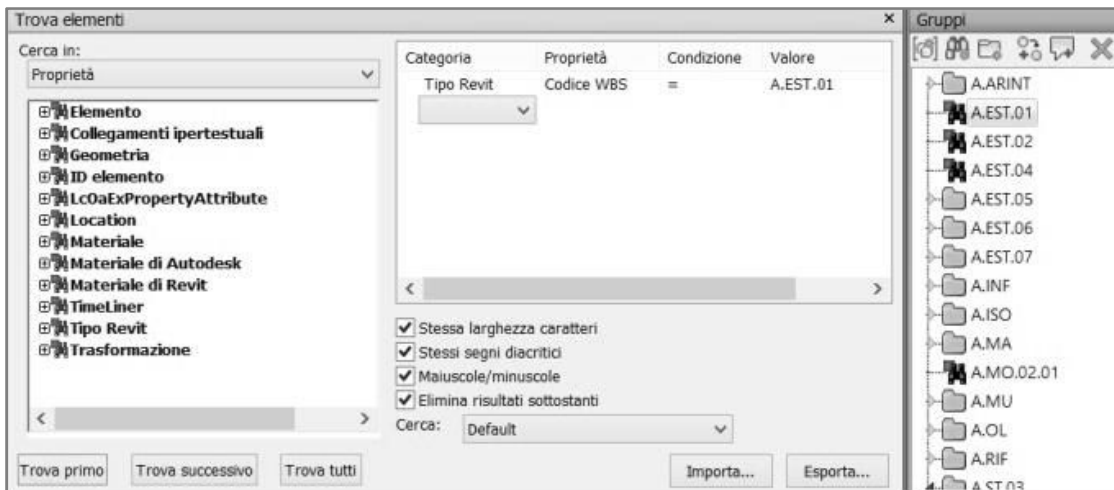 Trova elementi
×
Cerca in:
Proprietà
Elemento
Collegamenti ipertestuali
Geometria
ID elemento
LcOaExPropertyAttribute
Location
Materiale
Materiale di Autodesk
Materiale di Revit
TimeLiner
Tipo Revit
Trasformazione
Trova primo Trova successivo Trova tutti
Categoria Proprietà Condizione Valore
Tipo Revit Codice WBS = A.EST.01
Stessa larghezza caratteri
Stessi segni diacritici
Maiuscole/minuscole
Elimina risultati sottostanti
Cerca: Default
Importa... Esporta...
Gruppi
A.ARINT
A.EST.01
A.EST.02
A.EST.04
A.EST.05
A.EST.06
A.EST.07
A.INF
A.ISO
A.MA
A.MO.02.01
A.MU
A.OL
A.RIF
A.ST.03